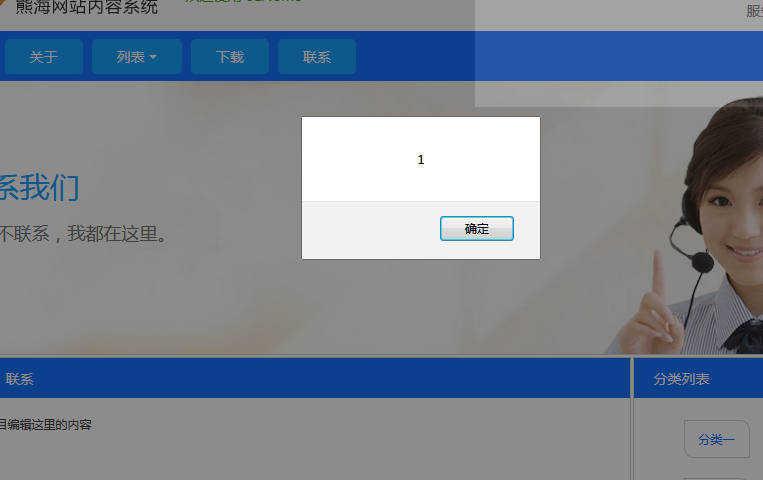 熊海网站内容系统
服务
关于
列表
下载
联系
1
系我们
确定
不联系，我都在这里。
联系
分类列表
目编辑这里的内容
分类一